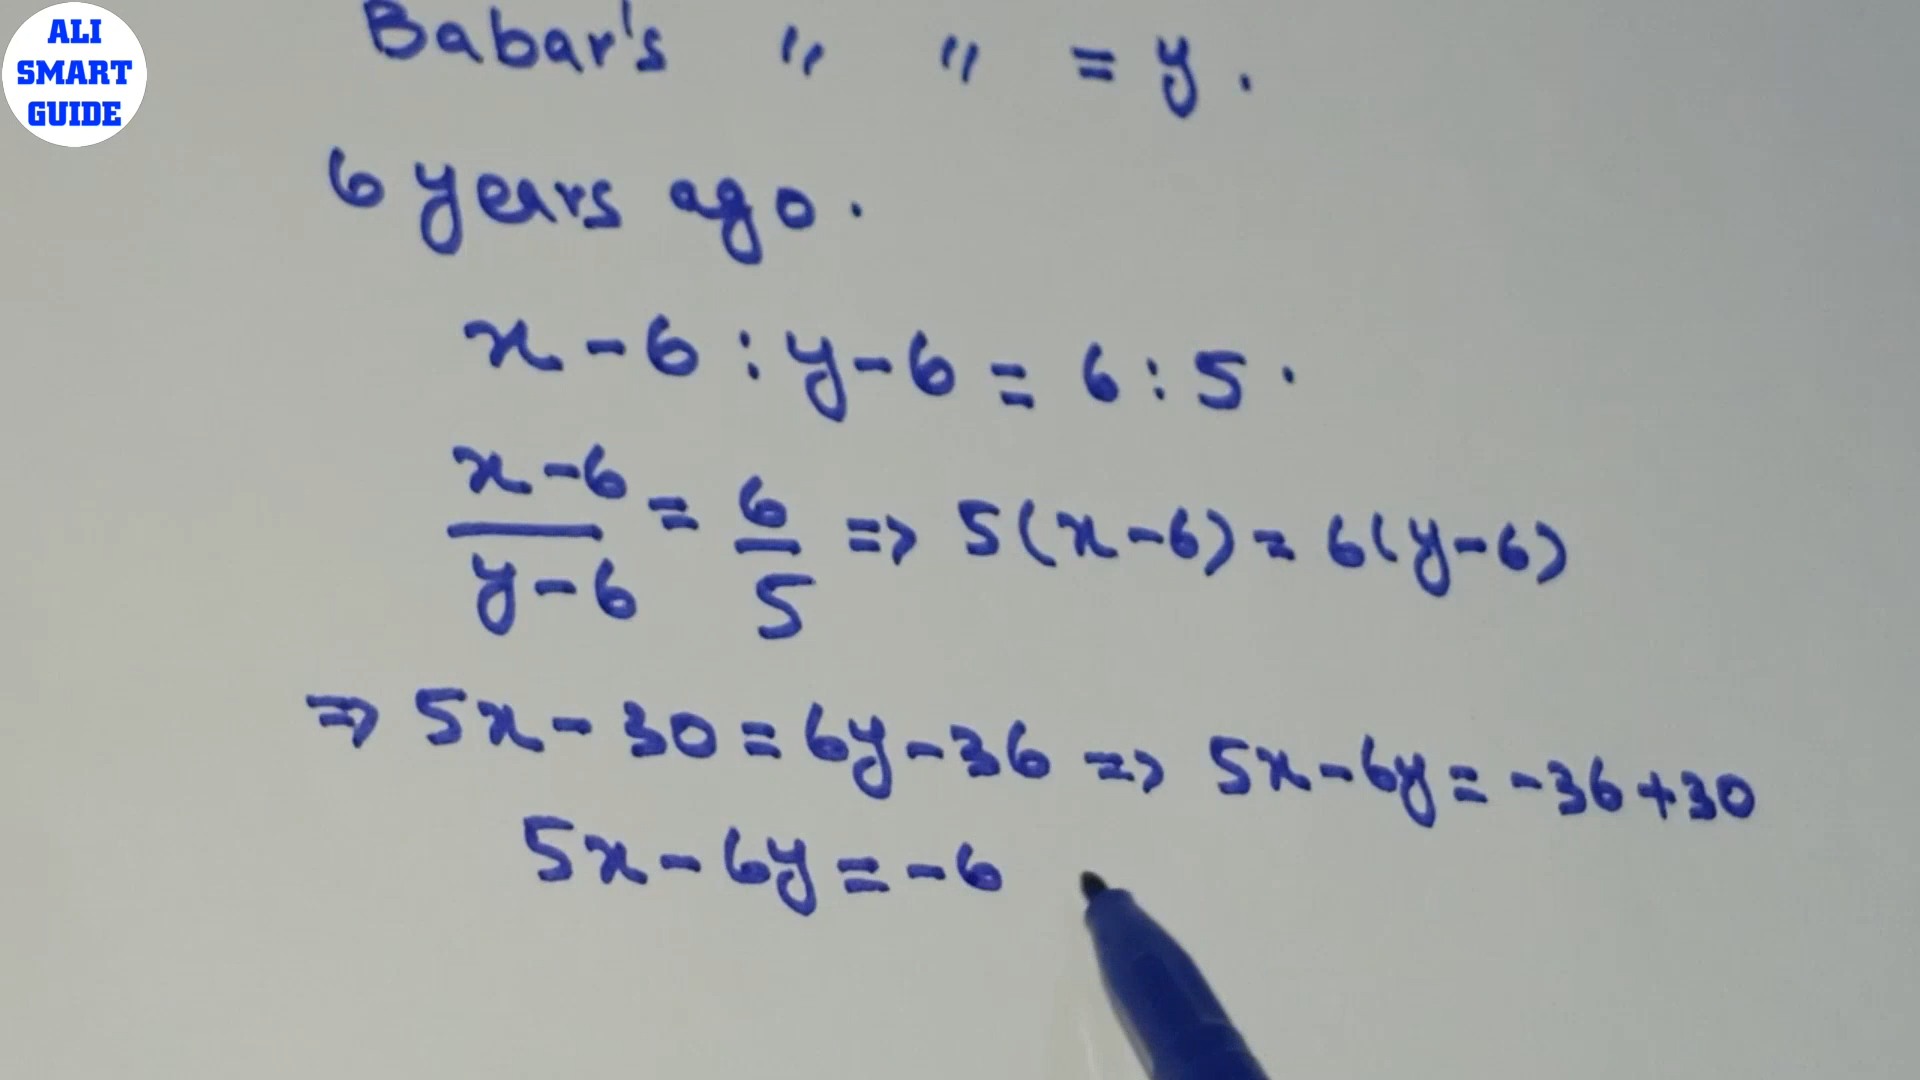 ALI
SMART
GUIDE
Babar's " " = y.
6 years ago.
x - 6 : y - 6 = 6 : 5.
x-6/y-6 = 6/5 => 5(x-6) = 6(y-6)
=> 5x - 30 = 6y - 36 => 5x - 6y = -36+30
5x - 6y = -6